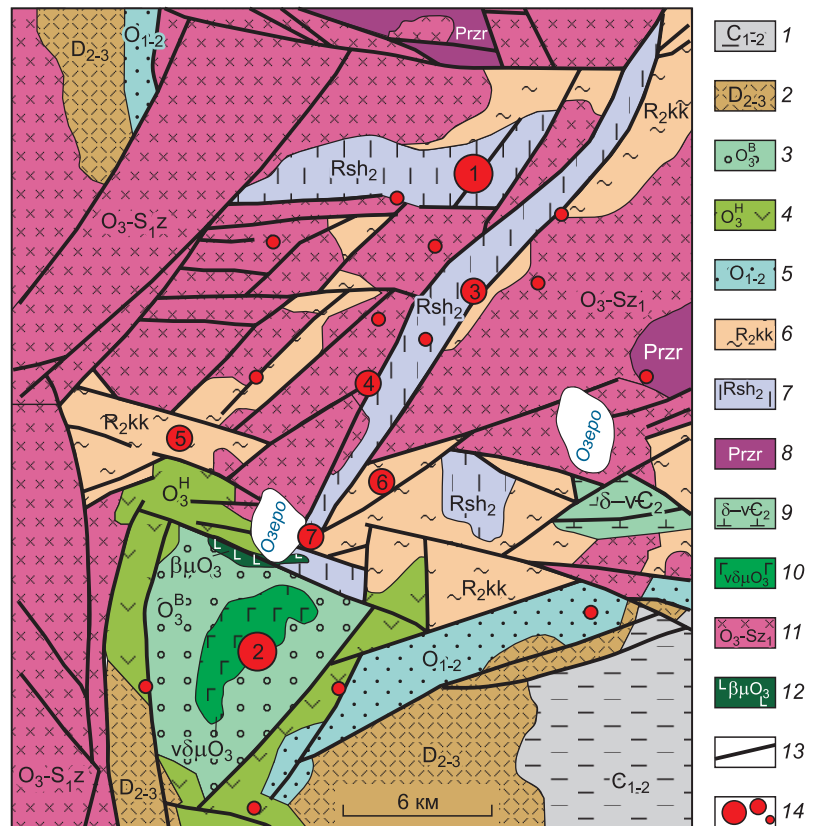 Przr
D₂₋₃
O₁₋₂
R₂kk
Rsh₂
1
O₃-S₁z
3
Rsh₂
O₃-Sz₁
Przr
4
Озеро
R₂kk
5
6
O₃ᴴ
Rsh₂
δ–νЄ₂
Озеро
7
βμO₃
R₂kk
O₃ᴮ
2
O₁₋₂
νδμO₃
D₂₋₃
O₃-S₁z
D₂₋₃
C₁₋₂
6 км
C₁₋₂ 1
D₂₋₃ 2
O₃ᴮ 3
O₃ᴴ 4
O₁₋₂ 5
R₂kk 6
Rsh₂ 7
Przr 8
δ–νЄ₂ 9
νδμO₃ 10
O₃-Sz₁ 11
βμO₃ 12
13
14